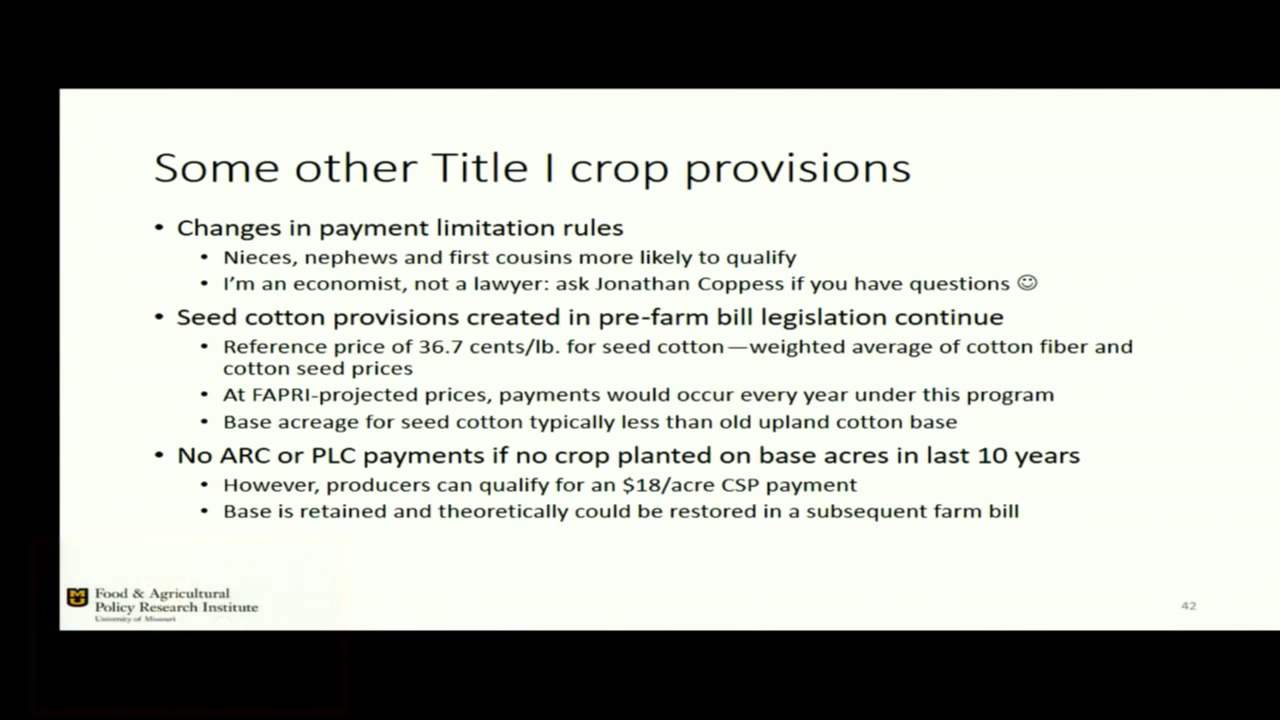 Some other Title I crop provisions
• Changes in payment limitation rules
• Nieces, nephews and first cousins more likely to qualify
• I'm an economist, not a lawyer: ask Jonathan Coppess if you have questions ☺
• Seed cotton provisions created in pre-farm bill legislation continue
• Reference price of 36.7 cents/lb. for seed cotton—weighted average of cotton fiber and
cotton seed prices
• At FAPRI-projected prices, payments would occur every year under this program
• Base acreage for seed cotton typically less than old upland cotton base
• No ARC or PLC payments if no crop planted on base acres in last 10 years
• However, producers can qualify for an $18/acre CSP payment
• Base is retained and theoretically could be restored in a subsequent farm bill
Food & Agricultural
Policy Research Institute
University of Missouri
42